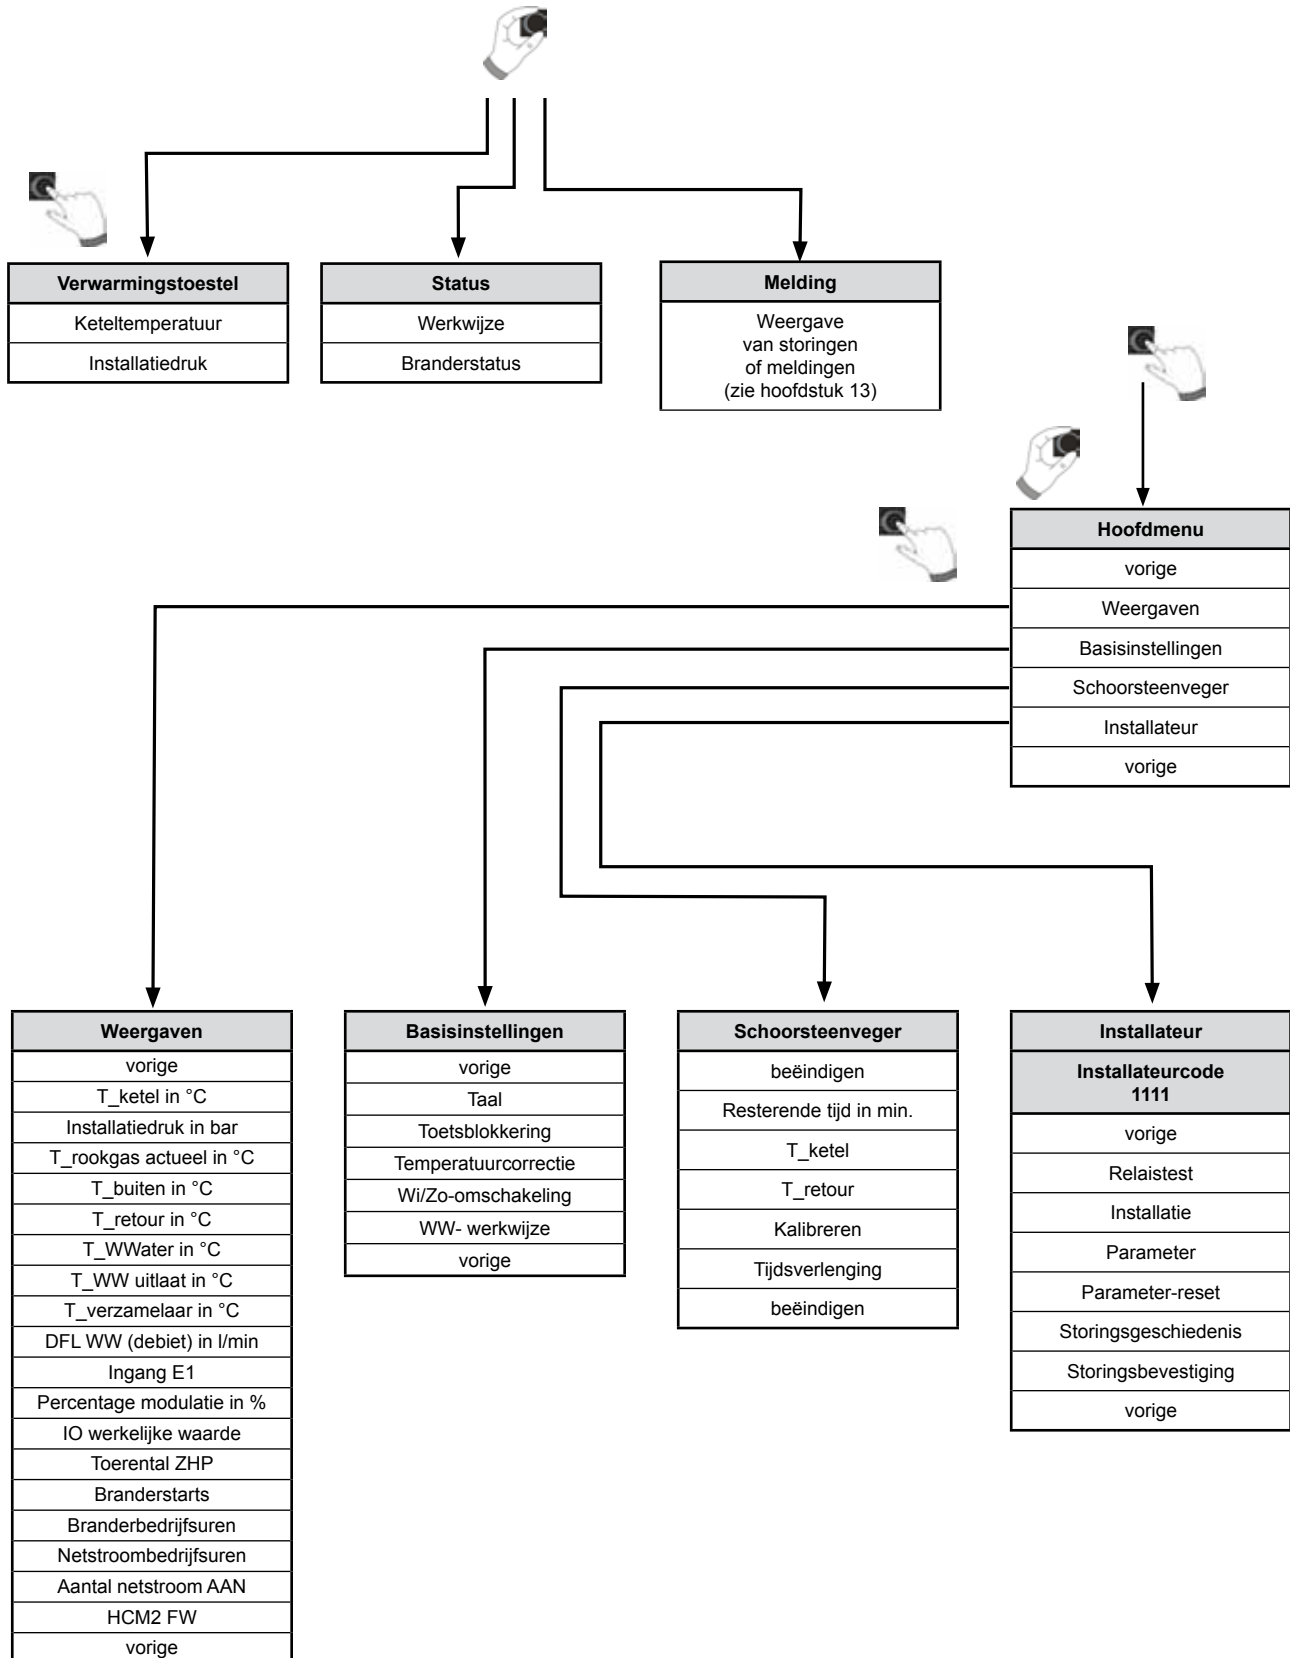 Verwarmingstoestel
Keteltemperatuur
Installatiedruk
Status
Werkwijze
Branderstatus
Melding
Weergave
van storingen
of meldingen
(zie hoofdstuk 13)
Hoofdmenu
vorige
Weergaven
Basisinstellingen
Schoorsteenveger
Installateur
vorige
Weergaven
vorige
T_ketel in °C
Installatiedruk in bar
T_rookgas actueel in °C
T_buiten in °C
T_retour in °C
T_WWater in °C
T_WW uitlaat in °C
T_verzamelaar in °C
DFL WW (debiet) in l/min
Ingang E1
Percentage modulatie in %
IO werkelijke waarde
Toerental ZHP
Branderstarts
Branderbedrijfsuren
Netstroombedrijfsuren
Aantal netstroom AAN
HCM2 FW
vorige
Basisinstellingen
vorige
Taal
Toetsblokkering
Temperatuurcorrectie
Wi/Zo-omschakeling
WW- werkwijze
vorige
Schoorsteenveger
beëindigen
Resterende tijd in min.
T_ketel
T_retour
Kalibreren
Tijdsverlenging
beëindigen
Installateur
Installateurcode
1111
vorige
Relaistest
Installatie
Parameter
Parameter-reset
Storingsgeschiedenis
Storingsbevestiging
vorige